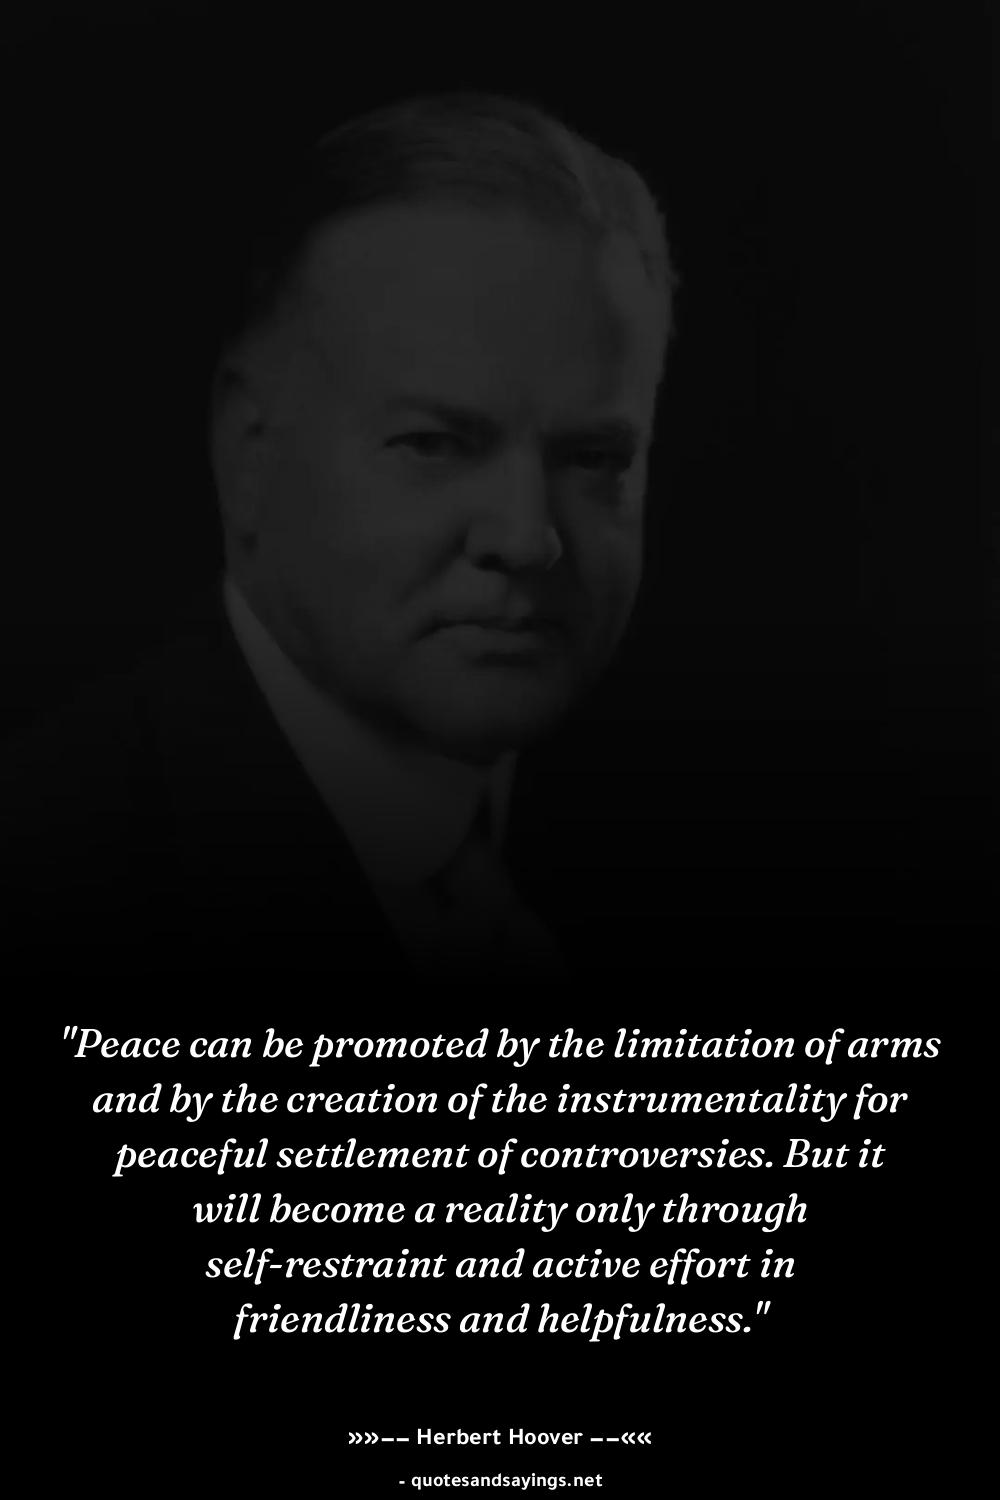 "Peace can be promoted by the limitation of arms
and by the creation of the instrumentality for
peaceful settlement of controversies. But it
will become a reality only through
self-restraint and active effort in
friendliness and helpfulness."
»»–– Herbert Hoover ––««
- quotesandsayings.net